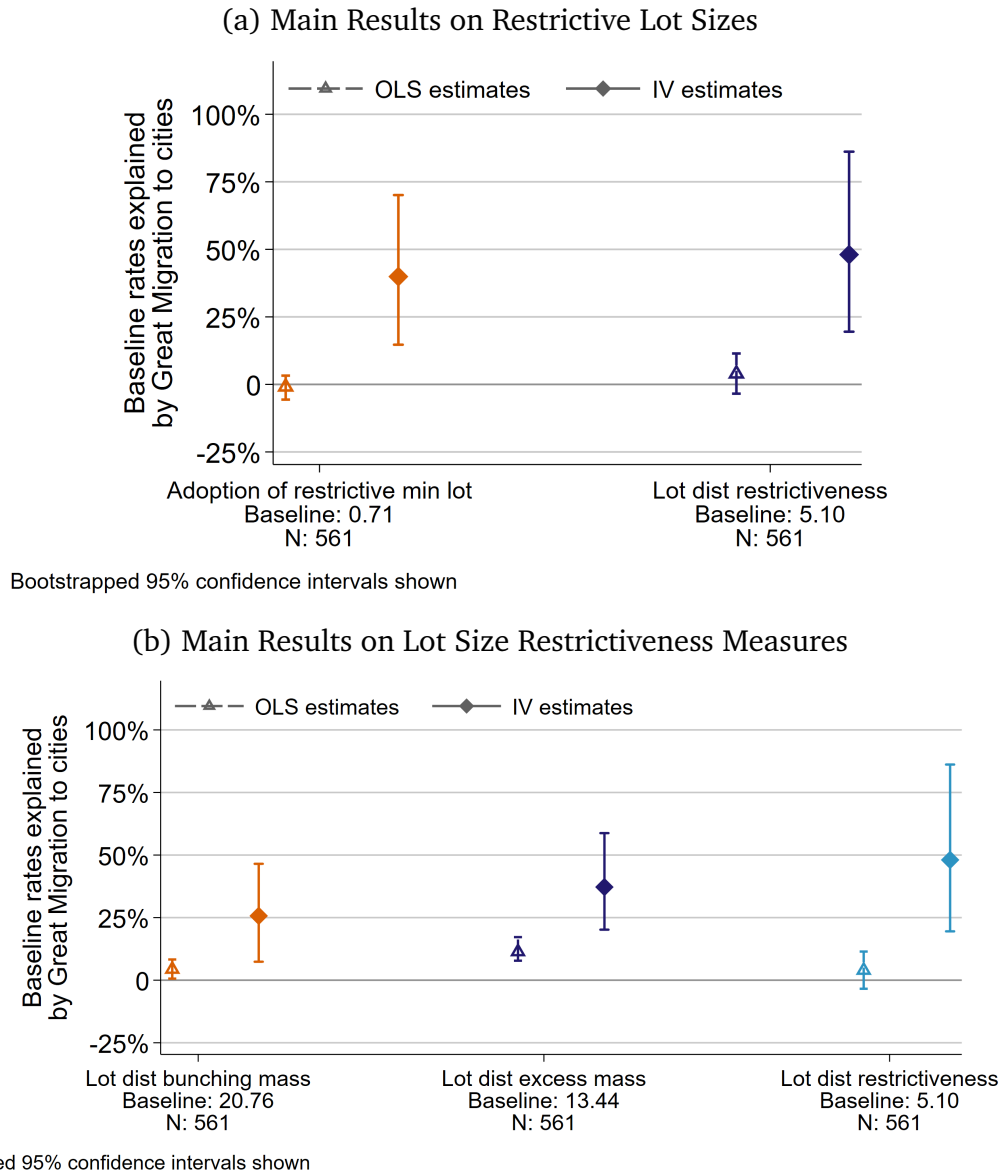 (a) Main Results on Restrictive Lot Sizes
OLS estimates IV estimates
Baseline rates explained
by Great Migration to cities
100%
75%
50%
25%
0
-25%
Adoption of restrictive min lot
Baseline: 0.71
N: 561
Lot dist restrictiveness
Baseline: 5.10
N: 561
Bootstrapped 95% confidence intervals shown
(b) Main Results on Lot Size Restrictiveness Measures
OLS estimates IV estimates
Baseline rates explained
by Great Migration to cities
100%
75%
50%
25%
0
-25%
Lot dist bunching mass
Baseline: 20.76
N: 561
Lot dist excess mass
Baseline: 13.44
N: 561
Lot dist restrictiveness
Baseline: 5.10
N: 561
ed 95% confidence intervals shown